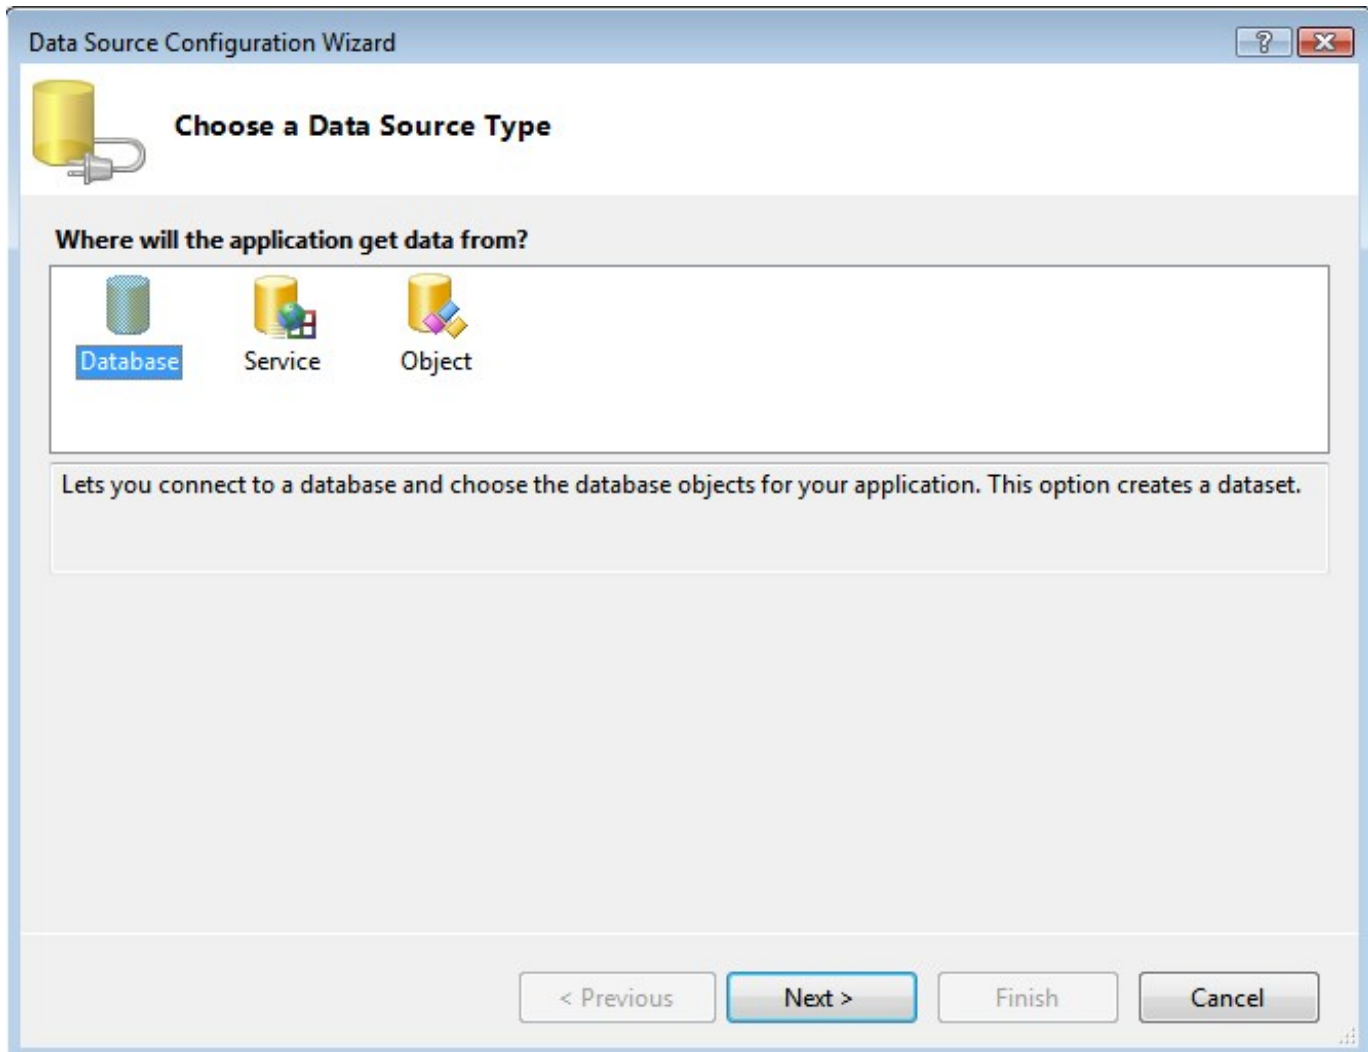 Data Source Configuration Wizard
Choose a Data Source Type
Where will the application get data from?
Database Service Object
Lets you connect to a database and choose the database objects for your application. This option creates a dataset.
< Previous Next > Finish Cancel